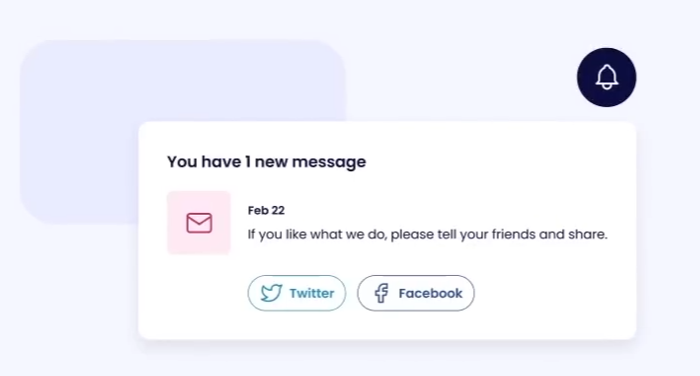 You have 1 new message
Feb 22
If you like what we do, please tell your friends and share.
Twitter
Facebook